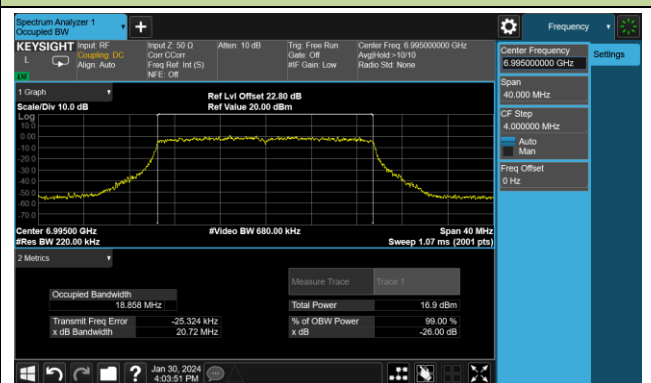 Spectrum Analyzer 1
Occupied BW
Frequency
KEYSIGHT
L
Input: RF
Coupling: DC
Align: Auto
Input Z: 50 Ω
Corr CCorr
Freq Ref: Int (S)
NFE: Off
Atten: 10 dB
Trig: Free Run
Gate: Off
#IF Gain: Low
Center Freq: 6.995000000 GHz
Avg|Hold:>10/10
Radio Std: None
Center Frequency
6.995000000 GHz
Settings
Span
40.000 MHz
CF Step
4.000000 MHz
Auto
Man
Freq Offset
0 Hz
1 Graph
Scale/Div 10.0 dB
Ref Lvl Offset 22.80 dB
Ref Value 20.00 dBm
Log
10.0
0.00
-10.0
-20.0
-30.0
-40.0
-50.0
-60.0
-70.0
Center 6.99500 GHz
#Res BW 220.00 kHz
#Video BW 680.00 kHz
Span 40 MHz
Sweep 1.07 ms (2001 pts)
2 Metrics
Measure Trace Trace 1
Occupied Bandwidth
18.858 MHz
Total Power 16.9 dBm
Transmit Freq Error -25.324 kHz
% of OBW Power 99.00 %
x dB Bandwidth 20.72 MHz
x dB -26.00 dB
?
Jan 30, 2024
4:03:51 PM